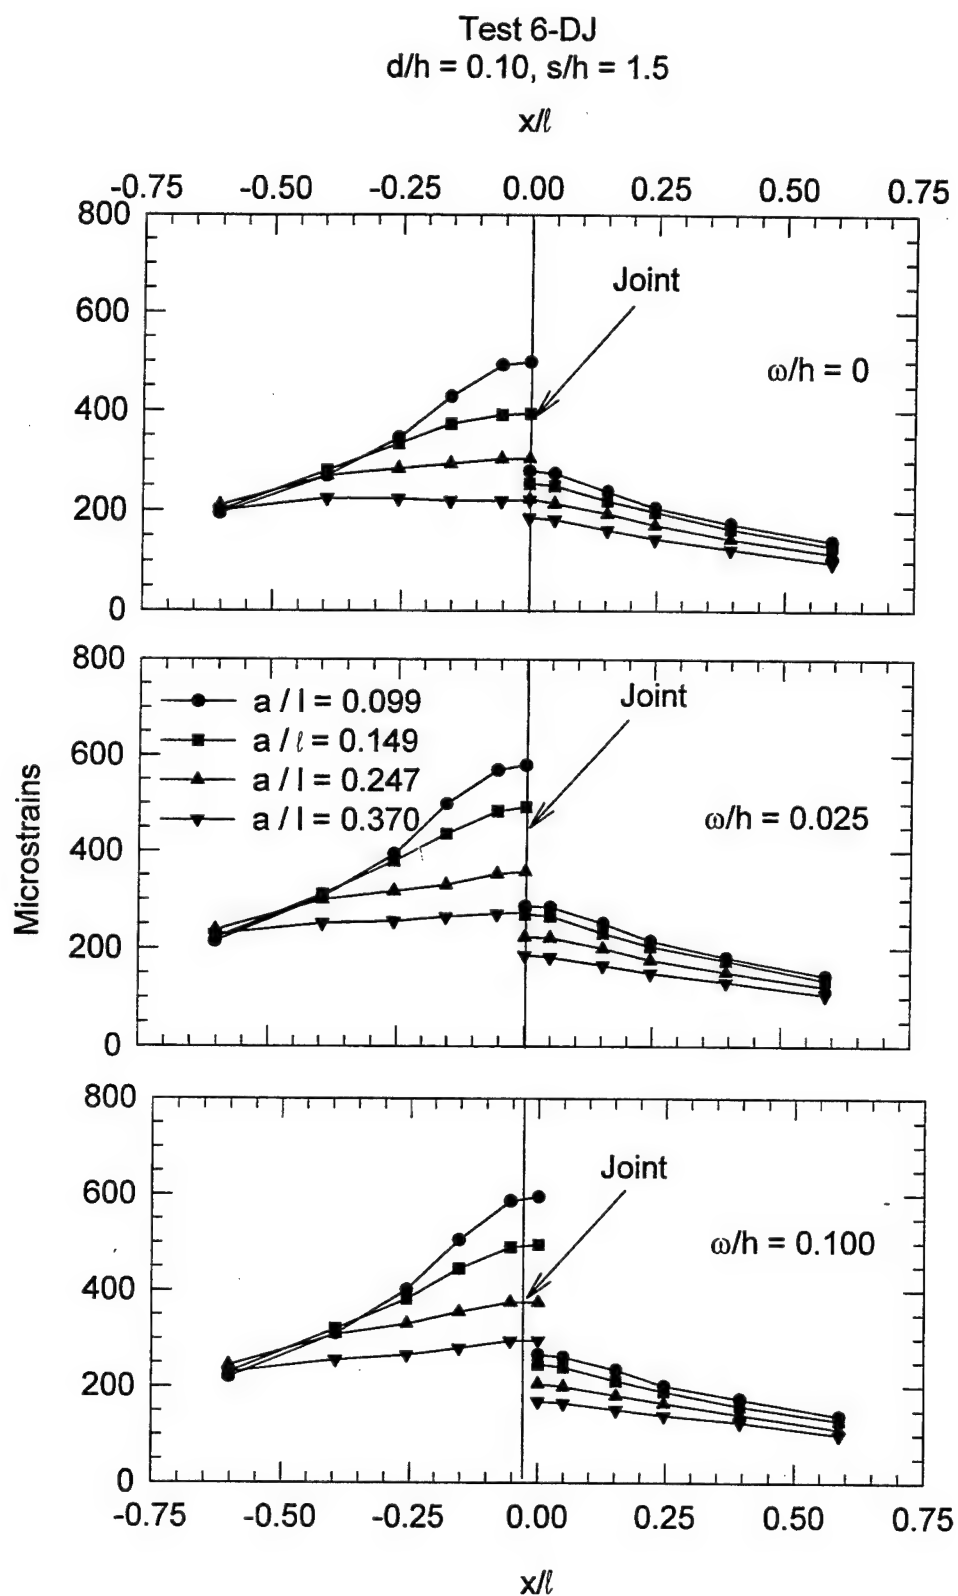 Test 6-DJ
d/h = 0.10, s/h = 1.5
x/ℓ
-0.75 -0.50 -0.25 0.00 0.25 0.50 0.75
800
Joint
600
ω/h = 0
400
200
0
800
Joint
a / l = 0.099
a / ℓ = 0.149
600
a / l = 0.247
a / l = 0.370
ω/h = 0.025
400
Microstrains
200
0
800
Joint
600
ω/h = 0.100
400
200
0
-0.75 -0.50 -0.25 0.00 0.25 0.50 0.75
x/ℓ